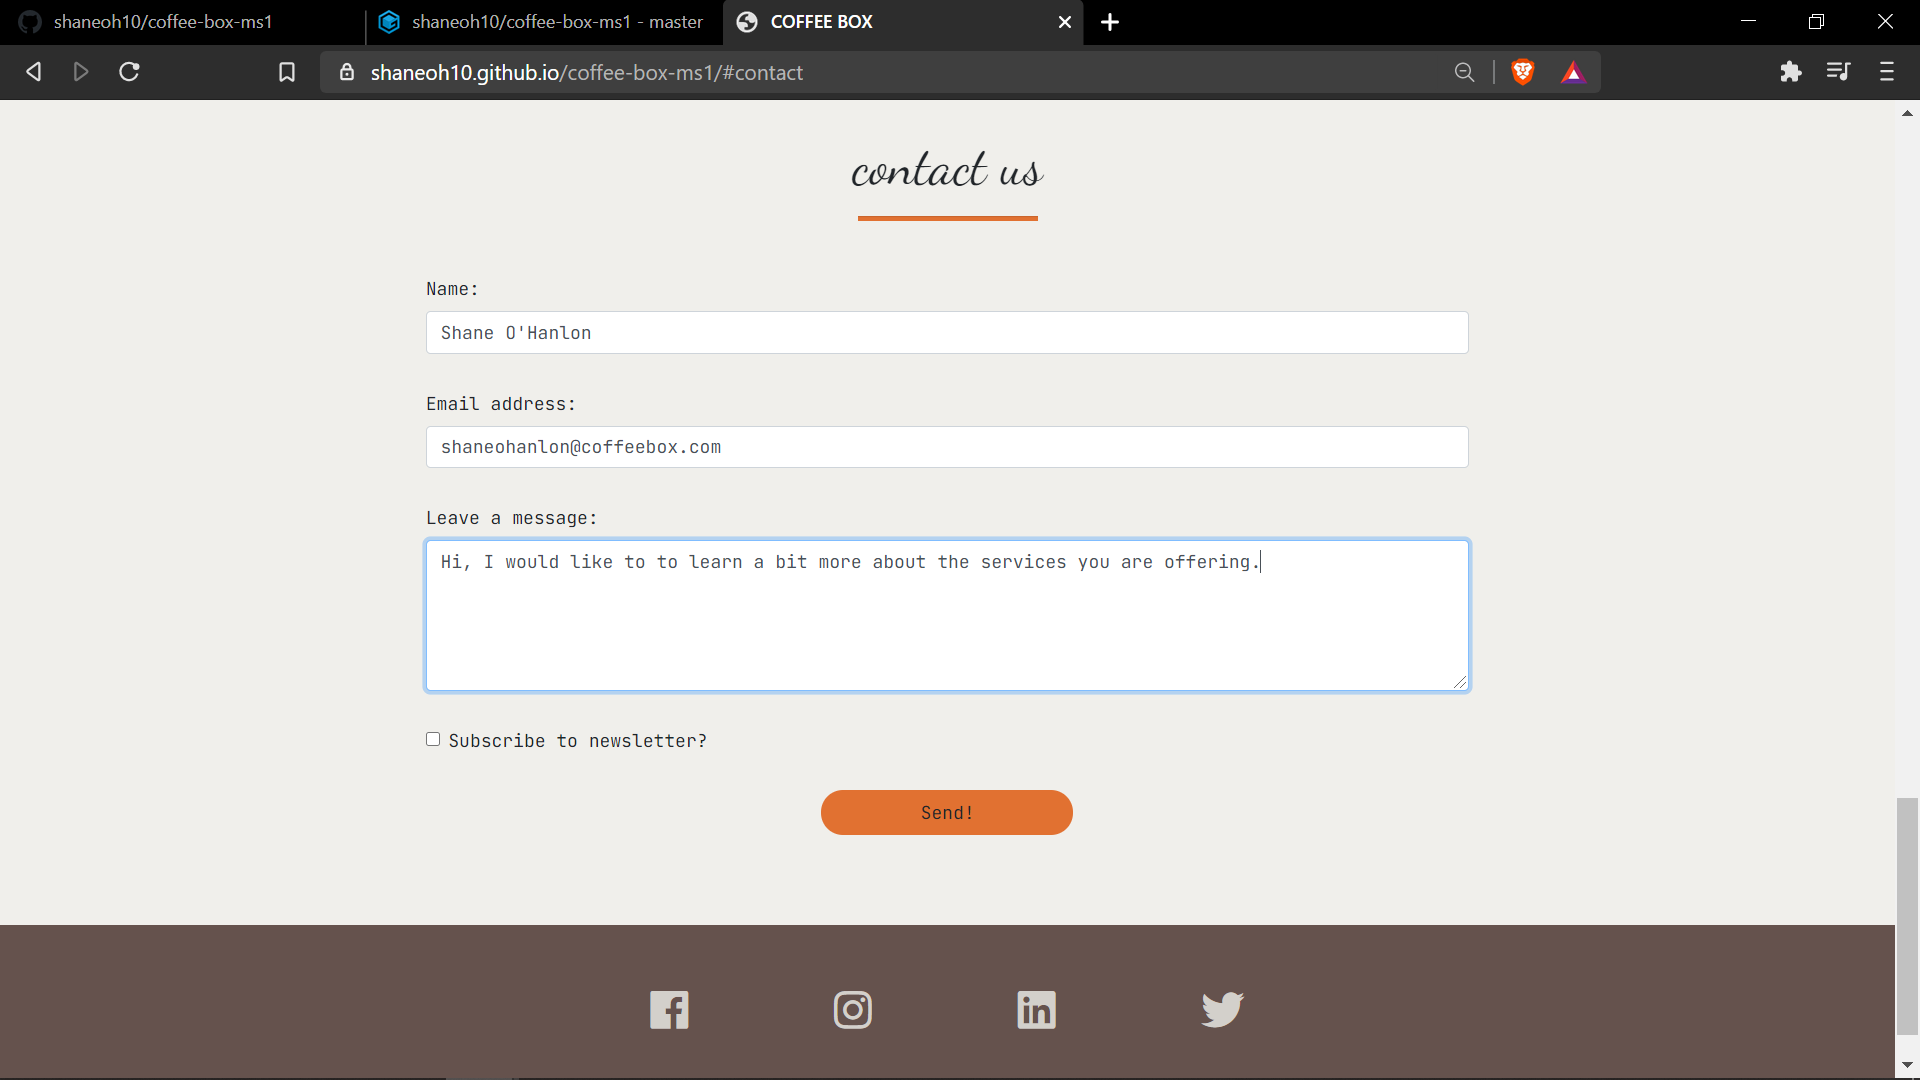 shaneoh10/coffee-box-ms1
shaneoh10/coffee-box-ms1 - master
COFFEE BOX
shaneoh10.github.io/coffee-box-ms1/#contact
contact us
Name:
Shane O'Hanlon
Email address:
shaneohanlon@coffeebox.com
Leave a message:
Hi, I would like to to learn a bit more about the services you are offering.
Subscribe to newsletter?
Send!